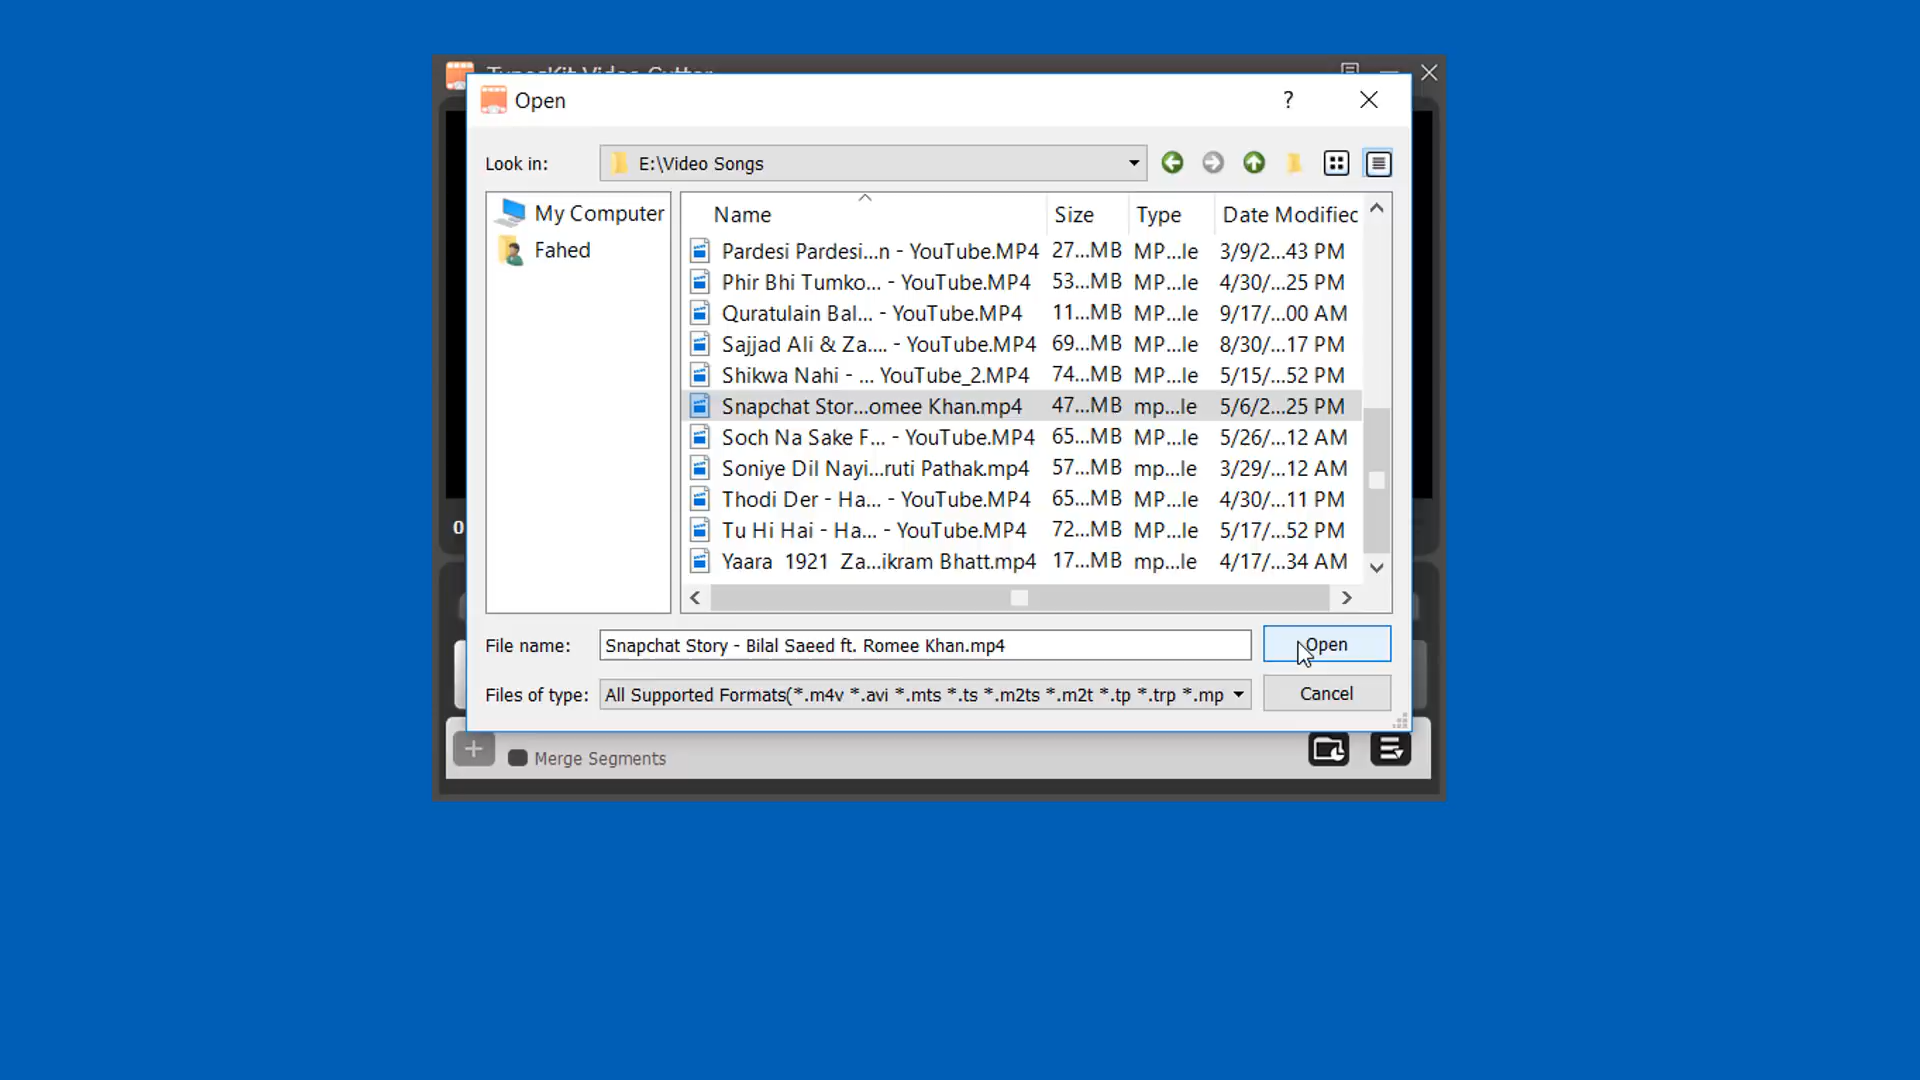 Open
?
Look in: E:\Video Songs
My Computer
Fahed
Name Size Type Date Modified
Pardesi Pardesi...n - YouTube.MP4 27...MB MP...le 3/9/2...43 PM
Phir Bhi Tumko... - YouTube.MP4 53...MB MP...le 4/30/...25 PM
Quratulain Bal... - YouTube.MP4 11...MB MP...le 9/17/...00 AM
Sajjad Ali & Za.... - YouTube.MP4 69...MB MP...le 8/30/...17 PM
Shikwa Nahi - ... YouTube_2.MP4 74...MB MP...le 5/15/...52 PM
Snapchat Stor...omee Khan.mp4 47...MB mp...le 5/6/2...25 PM
Soch Na Sake F... - YouTube.MP4 65...MB MP...le 5/26/...12 AM
Soniye Dil Nayi...ruti Pathak.mp4 57...MB mp...le 3/29/...12 AM
Thodi Der - Ha... - YouTube.MP4 65...MB MP...le 4/30/...11 PM
Tu Hi Hai - Ha... - YouTube.MP4 72...MB MP...le 5/17/...52 PM
Yaara 1921 Za...ikram Bhatt.mp4 17...MB mp...le 4/17/...34 AM
0
File name: Snapchat Story - Bilal Saeed ft. Romee Khan.mp4 Open
Files of type: All Supported Formats(*.m4v *.avi *.mts *.ts *.m2ts *.m2t *.tp *.trp *.mp Cancel
Merge Segments